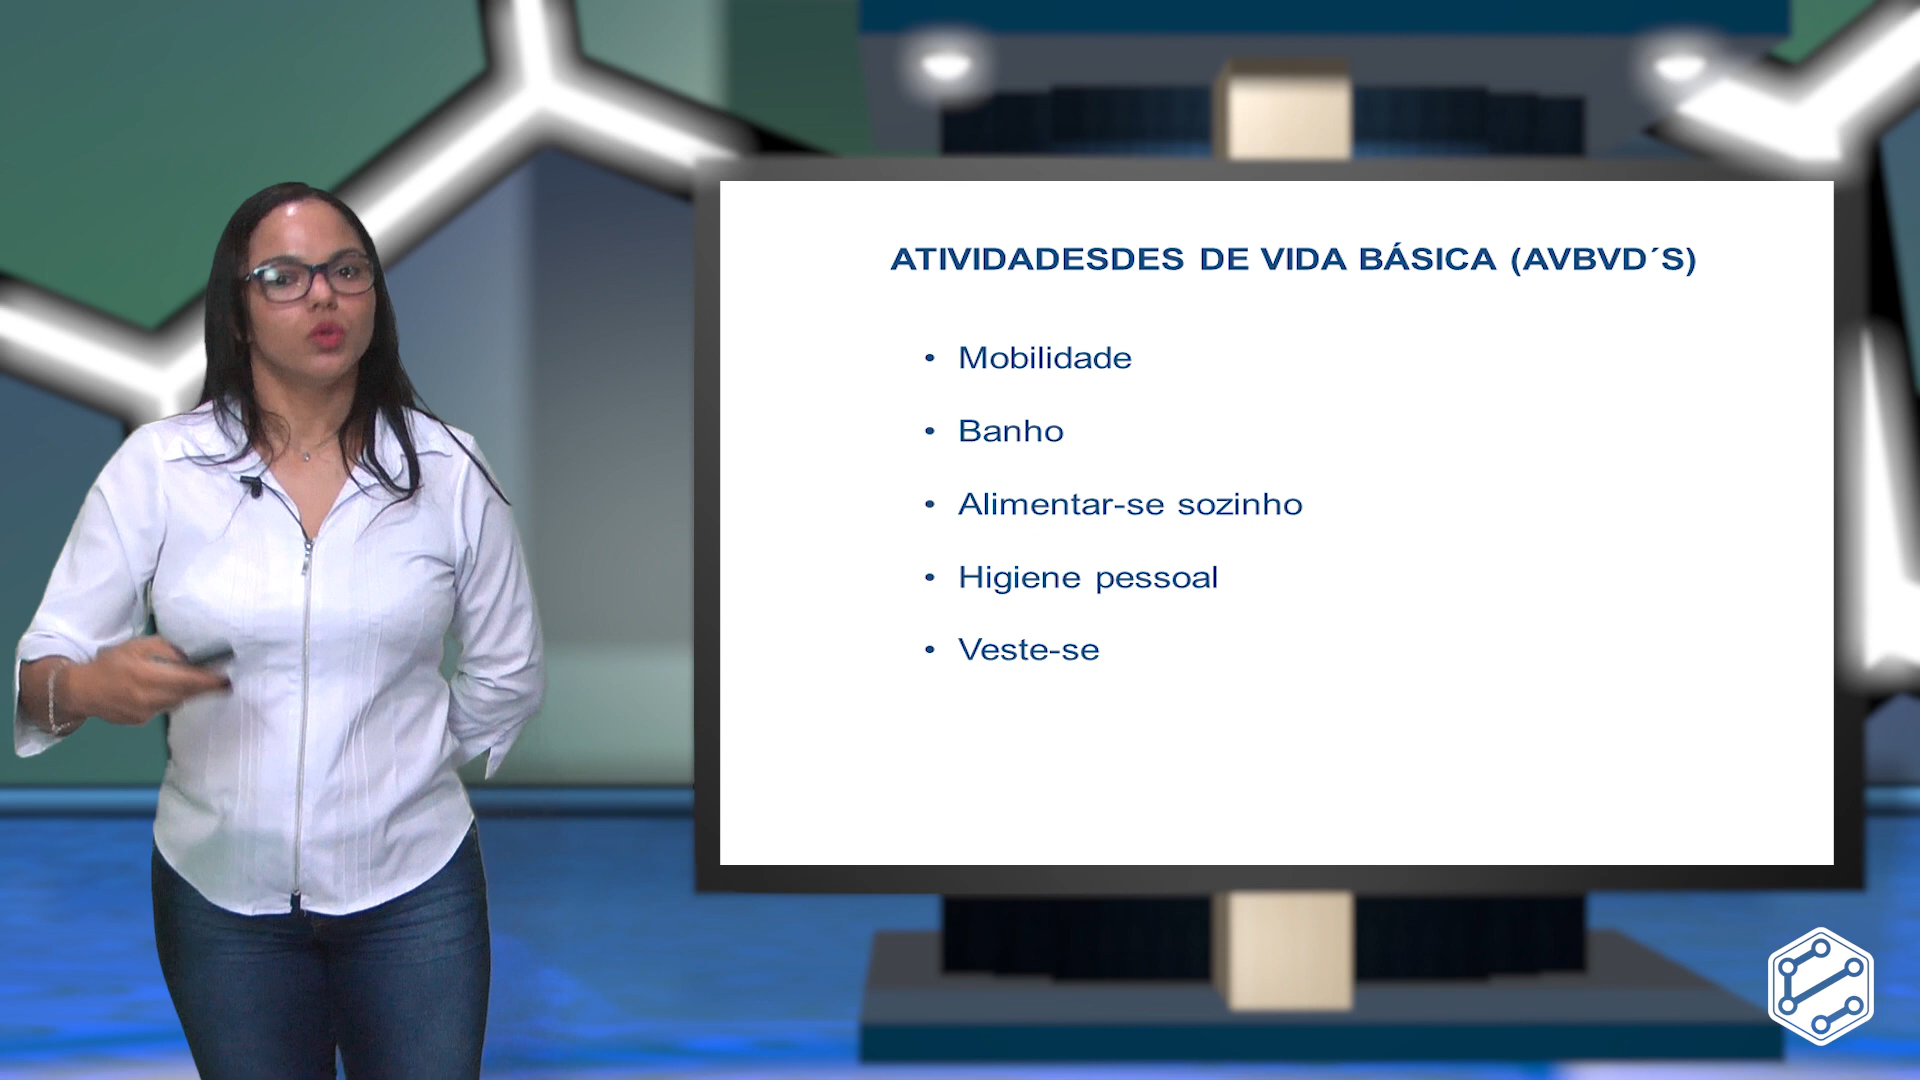 ATIVIDADESDES DE VIDA BÁSICA (AVBVD´S)
• Mobilidade
• Banho
• Alimentar-se sozinho
• Higiene pessoal
• Veste-se